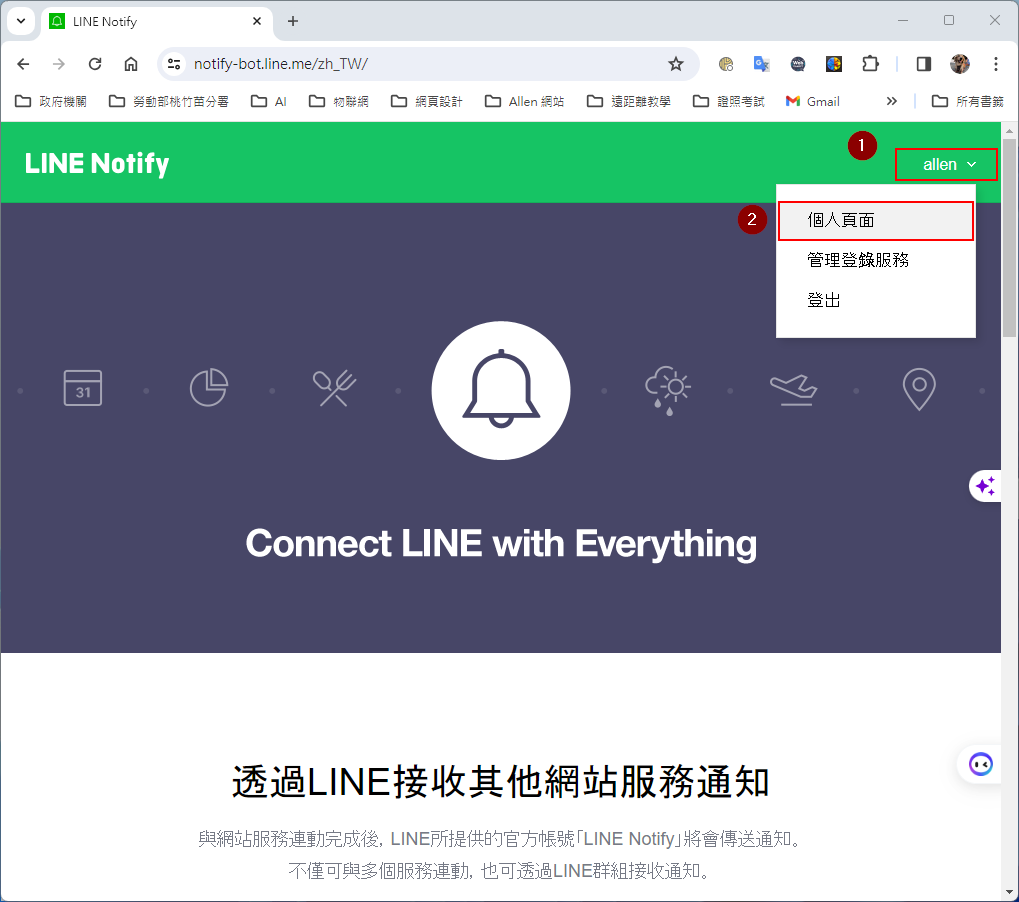 LINE Notify
notify-bot.line.me/zh_TW/
政府機關 勞動部桃竹苗分署 AI 物聯網 網頁設計 Allen 網站 遠距離教學 證照考試 Gmail 所有書籤
LINE Notify
1
allen
2
個人頁面
管理登錄服務
登出
31
Connect LINE with Everything
透過LINE接收其他網站服務通知
與網站服務連動完成後, LINE所提供的官方帳號「LINE Notify」將會傳送通知。
不僅可與多個服務連動, 也可透過LINE群組接收通知。